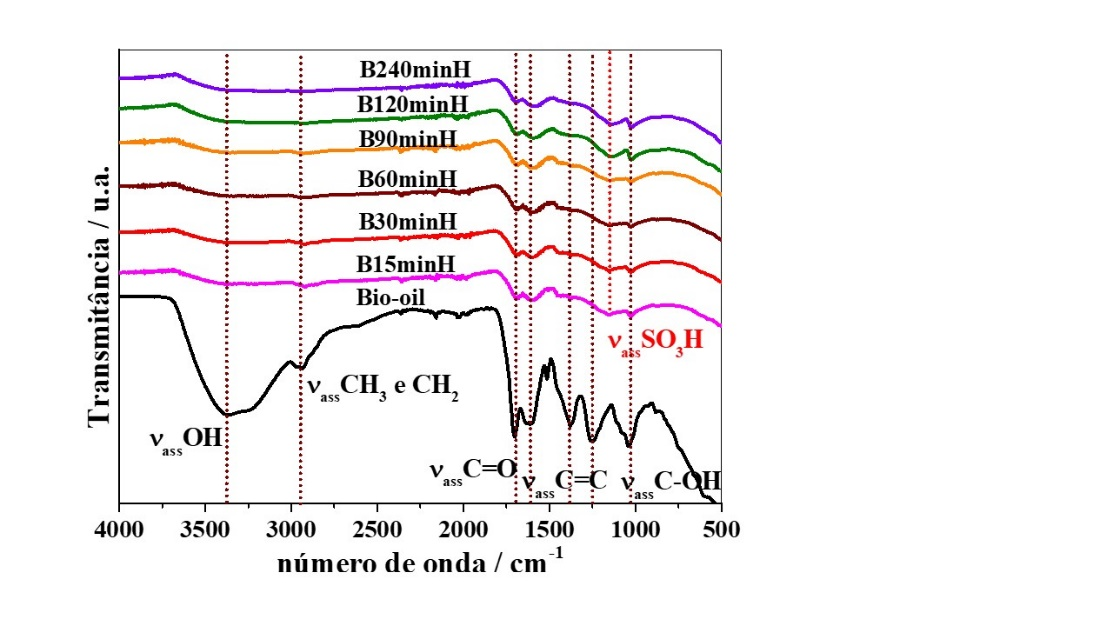 B240minH
B120minH
B90minH
B60minH
B30minH
B15minH
Bio-oil
νassSO3H
νassCH3 e CH2
νassOH
νassC=O
νassC=C
νassC-OH
Transmitância / u.a.
4000 3500 3000 2500 2000 1500 1000 500
número de onda / cm-1